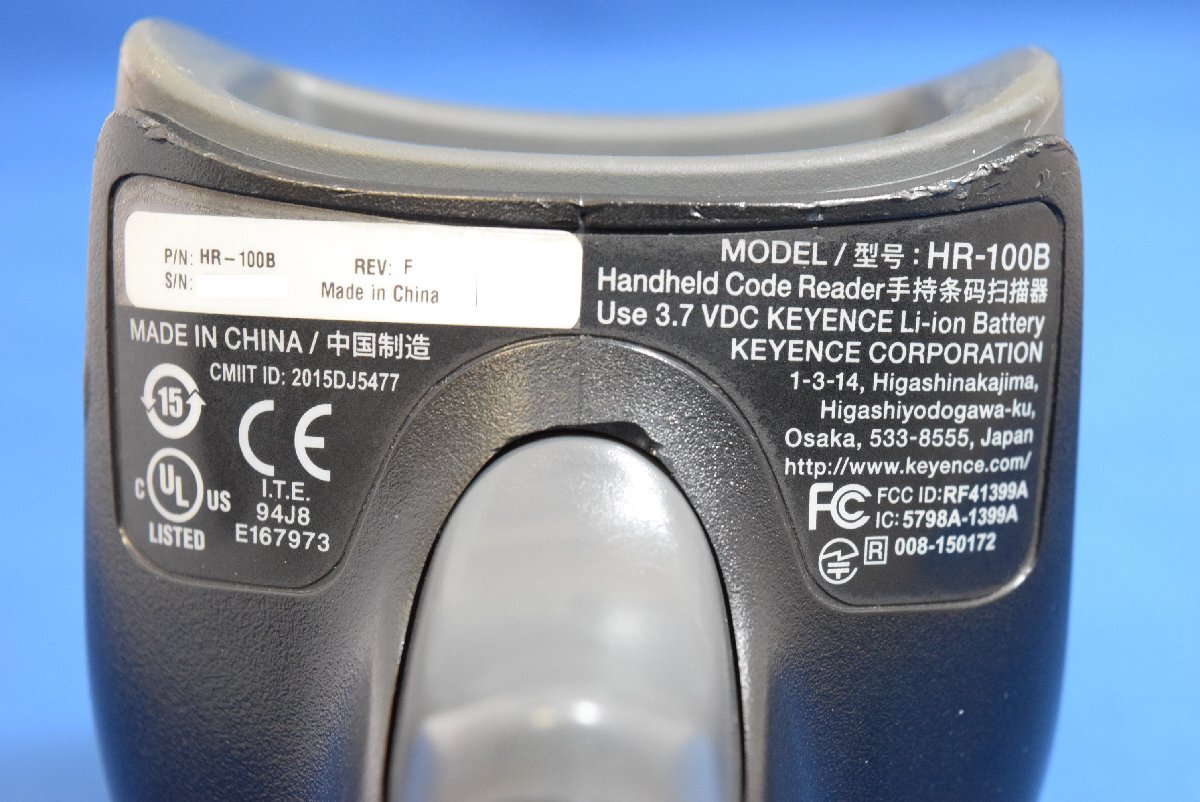 P/N: HR-100B
S/N:
REV: F
Made in China
MADE IN CHINA / 中国制造
CMIIT ID: 2015DJ5477
15
CE
C UL US
LISTED
I.T.E.
94J8
E167973
MODEL / 型号 : HR-100B
Handheld Code Reader手持条码扫描器
Use 3.7 VDC KEYENCE Li-ion Battery
KEYENCE CORPORATION
1-3-14, Higashinakajima,
Higashiyodogawa-ku,
Osaka, 533-8555, Japan
http://www.keyence.com/
FC FCC ID:RF41399A
IC: 5798A-1399A
R 008-150172